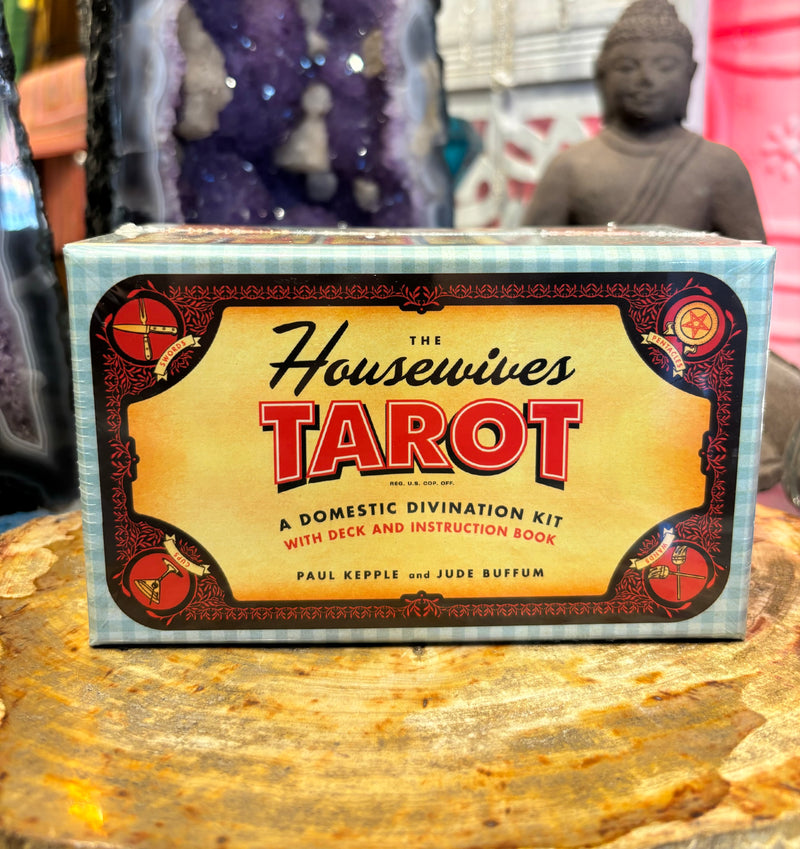 SWORDS
PENTACLES
THE
Housewives
TAROT
REG. U.S. COP. OFF.
A DOMESTIC DIVINATION KIT
WITH DECK AND INSTRUCTION BOOK
CUPS
WANDS
PAUL KEPPLE and JUDE BUFFUM